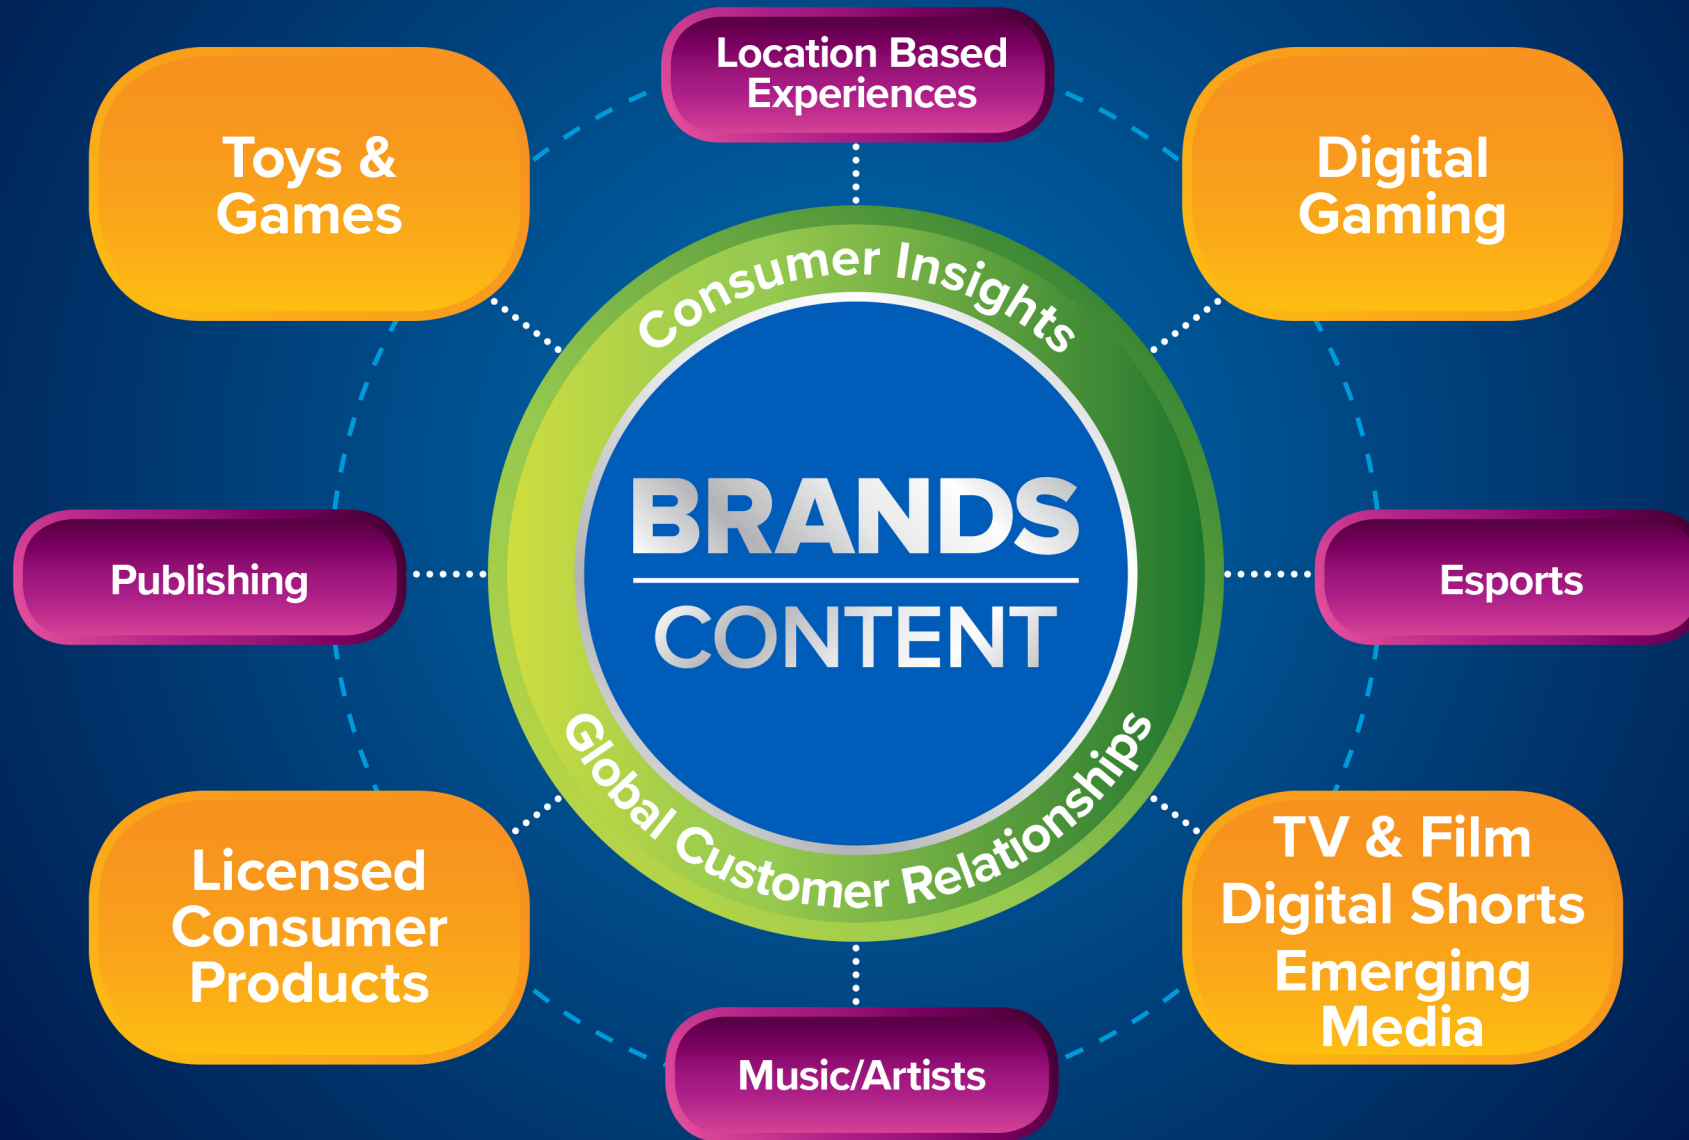 Location Based
Experiences
Toys &
Games
Digital
Gaming
Consumer Insights
BRANDS
CONTENT
Publishing
Esports
Global Customer Relationships
Licensed
Consumer
Products
TV & Film
Digital Shorts
Emerging
Media
Music/Artists